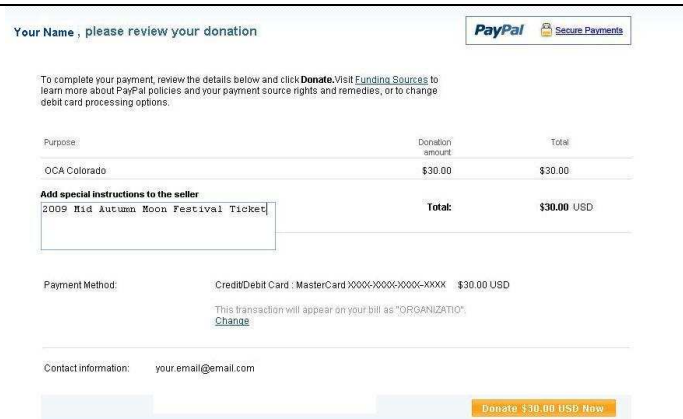 Your Name , please review your donation
PayPal Secure Payments
To complete your payment, review the details below and click Donate.Visit Funding Sources to
learn more about PayPal policies and your payment source rights and remedies, or to change
debit card processing options.
Purpose Donation amount Total
OCA Colorado $30.00 $30.00
Add special instructions to the seller
2009 Mid Autumn Moon Festival Ticket
Total: $30.00 USD
Payment Method: Credit/Debit Card : MasterCard XXXX-XXXX-XXXX-XXXX $30.00 USD
This transaction will appear on your bill as "ORGANIZATIO".
Change
Contact information: your.email@email.com
Donate $30.00 USD Now